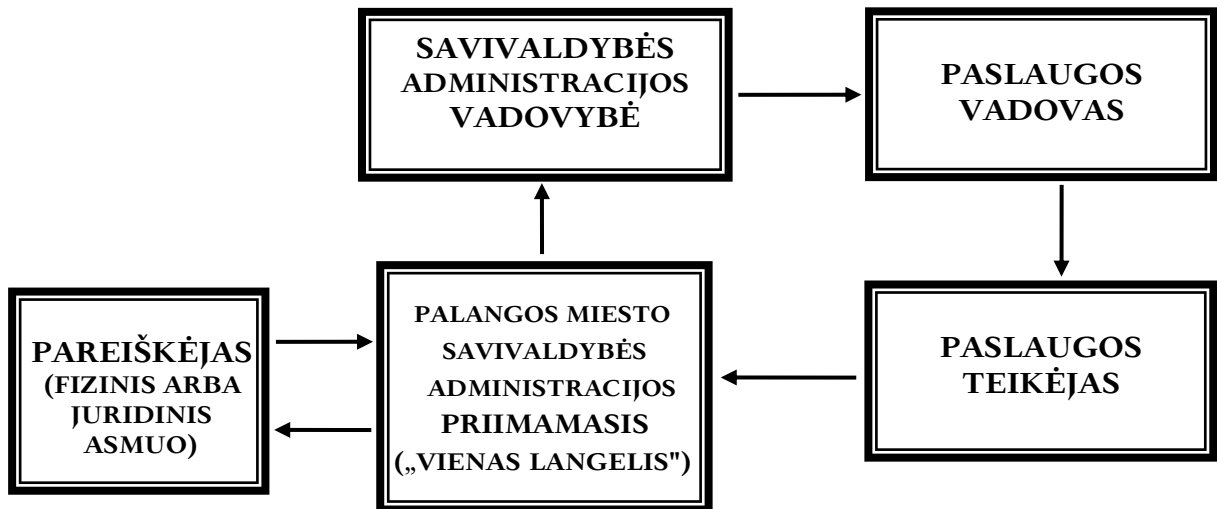 SAVIVALDYBĖS
ADMINISTRACIJOS
VADOVYBĖ
PASLAUGOS
VADOVAS
PAREIŠKĖJAS
(FIZINIS ARBA
JURIDINIS
ASMUO)
PALANGOS MIESTO
SAVIVALDYBĖS
ADMINISTRACIJOS
PRIIMAMASIS
(„VIENAS LANGELIS")
PASLAUGOS
TEIKĖJAS